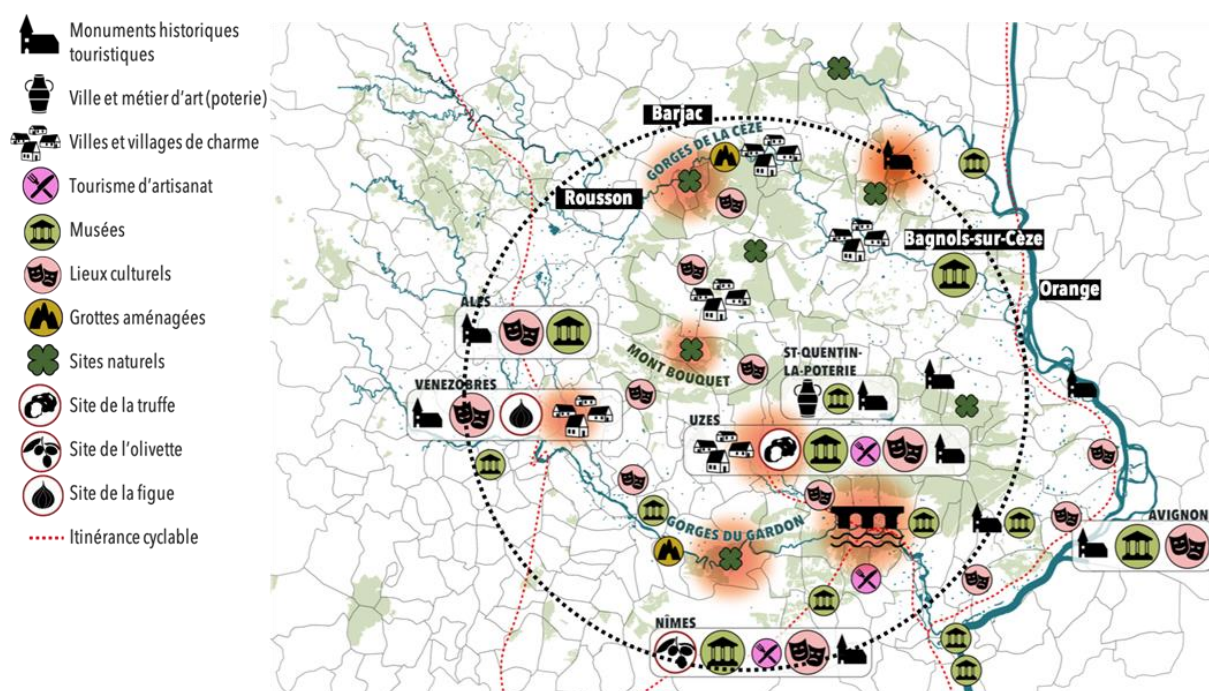 Monuments historiques
touristiques
Ville et métier d'art (poterie)
Villes et villages de charme
Tourisme d'artisanat
Musées
Lieux culturels
Grottes aménagées
Sites naturels
Site de la truffe
Site de l'olivette
Site de la figue
Itinérance cyclable
Barjac
GORGES DE LA CÈZE
Rousson
Bagnols-sur-Cèze
Orange
ALES
MONT BOUQUET
ST-QUENTIN-
LA-POTERIE
VENEZOBRES
UZES
GORGES DU GARDON
AVIGNON
NÎMES